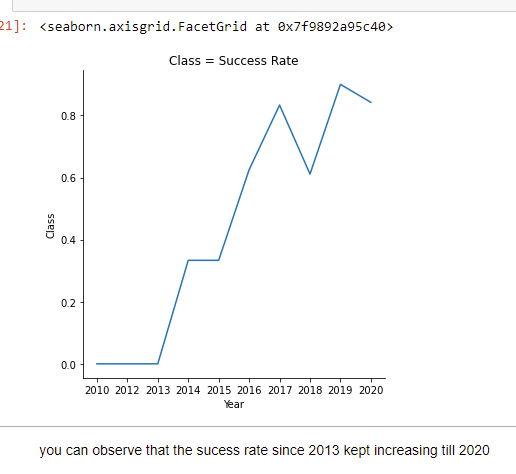 21]: <seaborn.axisgrid.FacetGrid at 0x7f9892a95c40>
Class = Success Rate
0.8
0.6
0.4
0.2
0.0
Class
2010 2012 2013 2014 2015 2016 2017 2018 2019 2020
Year
you can observe that the sucess rate since 2013 kept increasing till 2020